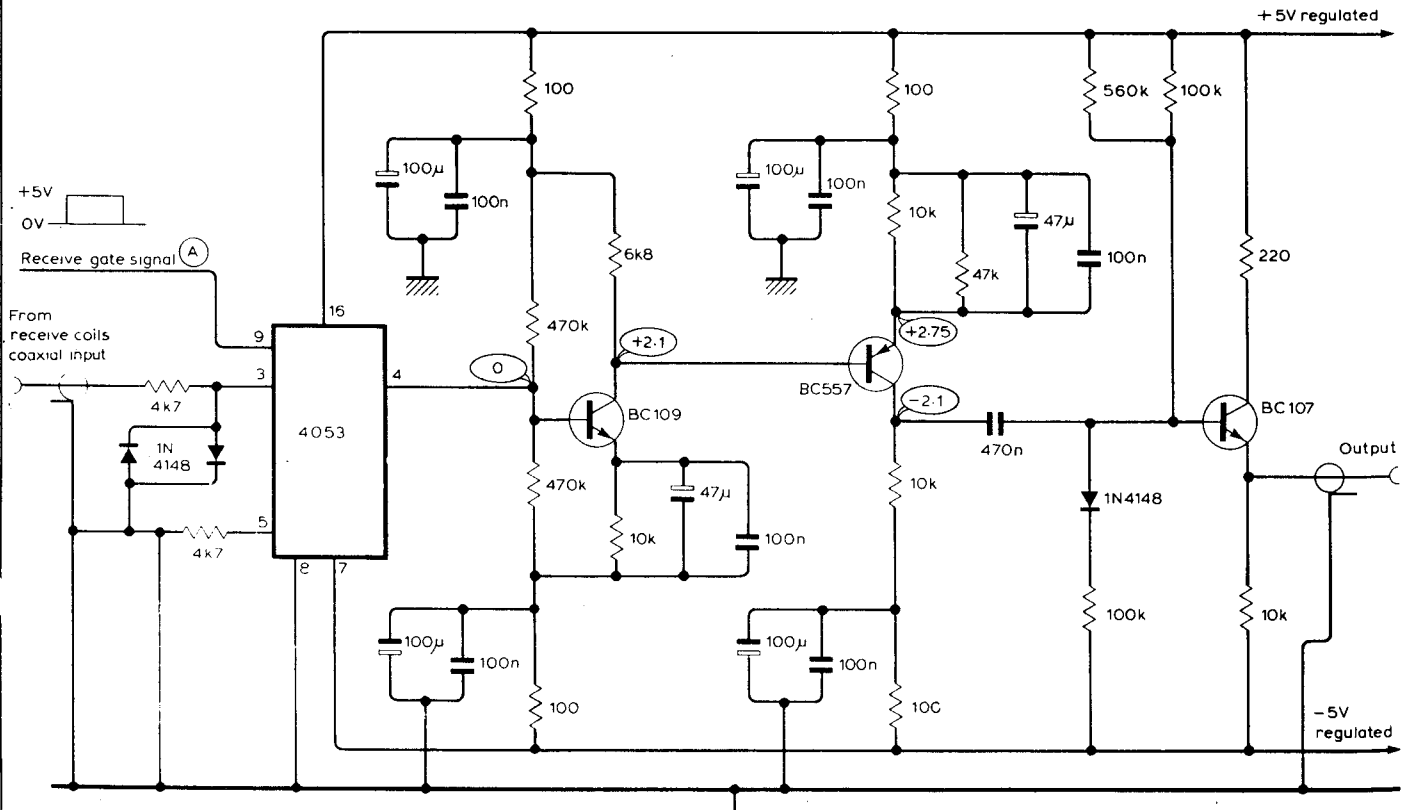 +5V regulated
100
100
560k
100k
100µ
100n
100µ
100n
+5V
0V
Receive gate signal A
6k8
10k
47µ
47k
100n
220
16
From
receive coils
coaxial input
9
470k
+2.1
+2.75
3
4
0
BC557
4k7
BC109
-2.1
BC107
4053
1N
4148
470n
Output
470k
47µ
10k
1N4148
5
4k7
10k
100n
8
7
100µ
100n
100µ
100n
100k
10k
100
10C
-5V
regulated